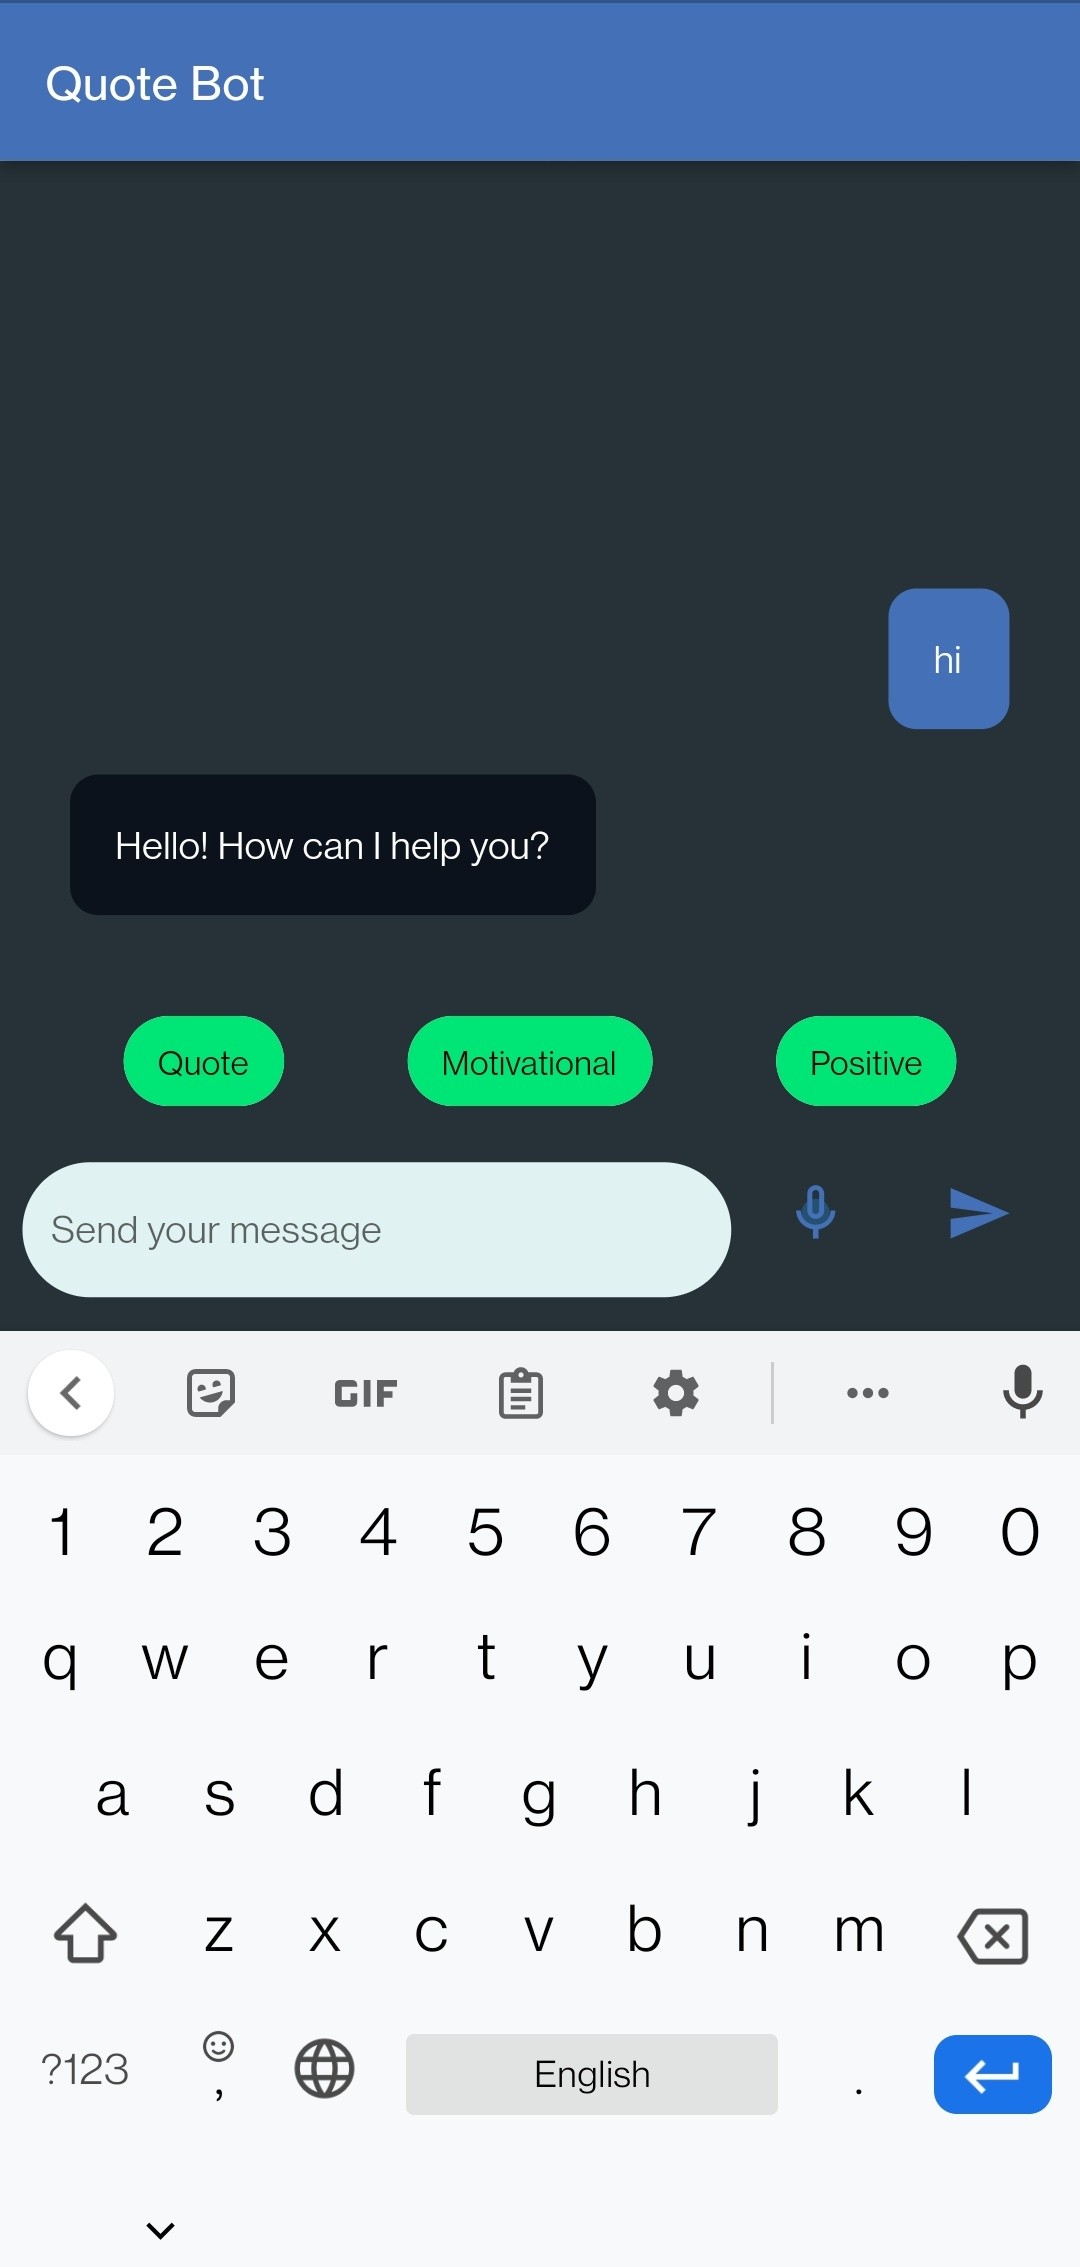 Quote Bot
hi
Hello! How can I help you?
Quote Motivational Positive
Send your message
GIF
1 2 3 4 5 6 7 8 9 0
q w e r t y u i o p
a s d f g h j k l
z x c v b n m
?123 , English .